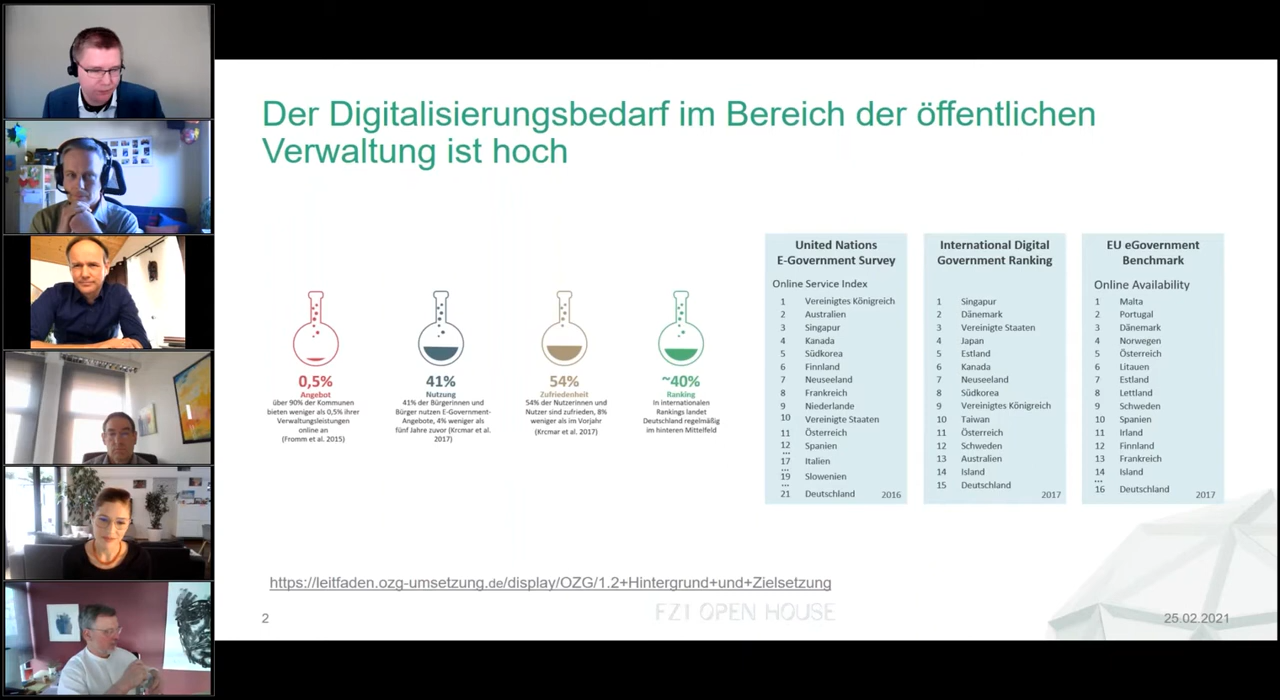 Der Digitalisierungsbedarf im Bereich der öffentlichen
Verwaltung ist hoch
0,5%
Angebot
über 90% der Kommunen
bieten weniger als 0,5% ihrer
Verwaltungsleistungen
online an
(Fromm et al. 2015)
41%
Nutzung
41% der Bürgerinnen und
Bürger nutzen E-Government-
Angebote, 4% weniger als
fünf Jahre zuvor (Krcmar et al.
2017)
54%
Zufriedenheit
54% der Nutzerinnen und
Nutzer sind zufrieden, 8%
weniger als im Vorjahr
(Krcmar et al. 2017)
~40%
Ranking
In internationalen
Rankings landet
Deutschland regelmäßig
im hinteren Mittelfeld
United Nations
E-Government Survey
Online Service Index
1 Vereinigtes Königreich
2 Australien
3 Singapur
4 Kanada
5 Südkorea
6 Finnland
7 Neuseeland
8 Frankreich
9 Niederlande
10 Vereinigte Staaten
11 Österreich
12 Spanien
...
17 Italien
...
19 Slowenien
...
21 Deutschland 2016
International Digital
Government Ranking
1 Singapur
2 Dänemark
3 Vereinigte Staaten
4 Japan
5 Estland
6 Kanada
7 Neuseeland
8 Südkorea
9 Vereinigtes Königreich
10 Taiwan
11 Österreich
12 Schweden
13 Australien
14 Island
15 Deutschland
2017
EU eGovernment
Benchmark
Online Availability
1 Malta
2 Portugal
3 Dänemark
4 Norwegen
5 Österreich
6 Litauen
7 Estland
8 Lettland
9 Schweden
10 Spanien
11 Irland
12 Finnland
13 Frankreich
14 Island
...
16 Deutschland
2017
https://leitfaden.ozg-umsetzung.de/display/OZG/1.2+Hintergrund+und+Zielsetzung
2
FZI OPEN HOUSE
25.02.2021